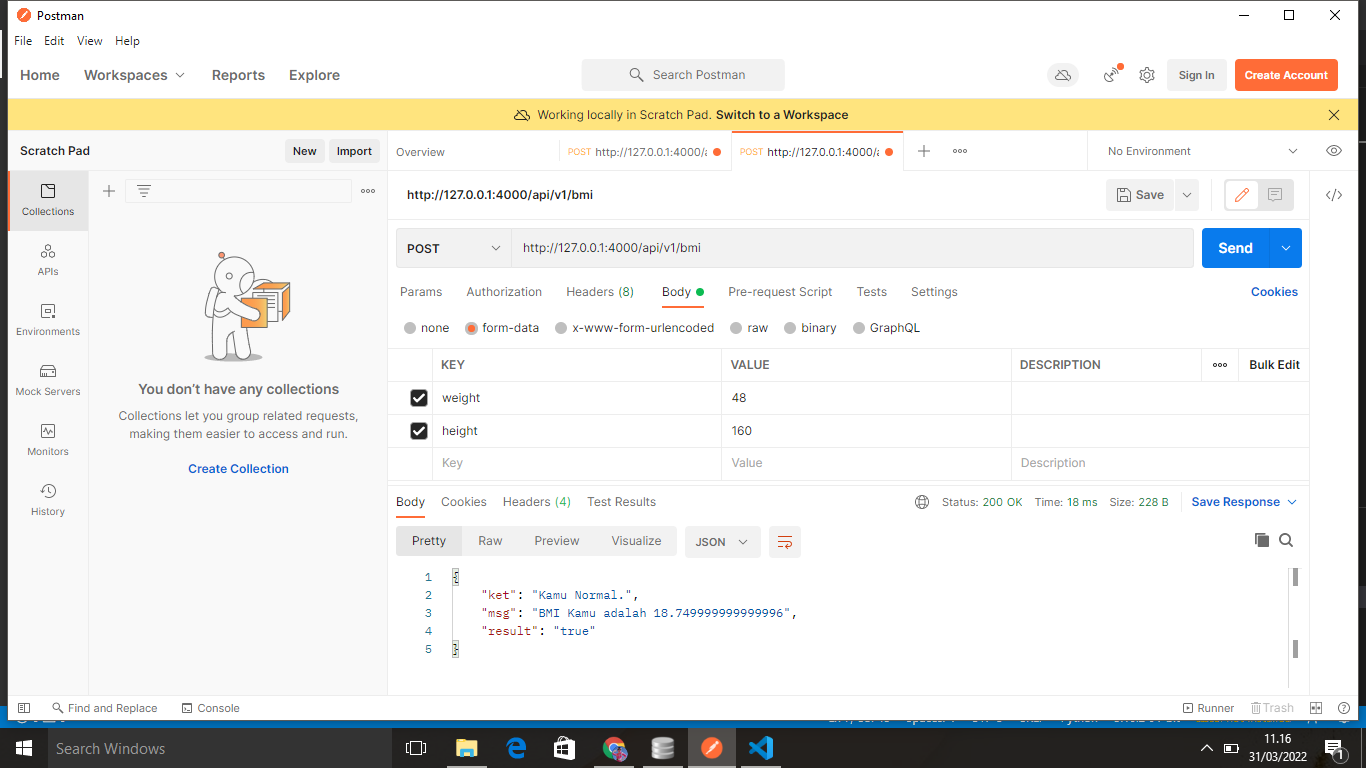 Postman
File Edit View Help
Home Workspaces Reports Explore Search Postman Sign In Create Account
Working locally in Scratch Pad. Switch to a Workspace
Scratch Pad New Import Overview POST http://127.0.0.1:4000/a POST http://127.0.0.1:4000/a No Environment
Collections
APIs
Environments
Mock Servers
Monitors
History
You don't have any collections
Collections let you group related requests,
making them easier to access and run.
Create Collection
http://127.0.0.1:4000/api/v1/bmi Save
POST http://127.0.0.1:4000/api/v1/bmi Send
Params Authorization Headers (8) Body Pre-request Script Tests Settings Cookies
none form-data x-www-form-urlencoded raw binary GraphQL
KEY VALUE DESCRIPTION Bulk Edit
weight 48
height 160
Key Value Description
Body Cookies Headers (4) Test Results Status: 200 OK Time: 18 ms Size: 228 B Save Response
Pretty Raw Preview Visualize JSON
1 {
2 "ket": "Kamu Normal.",
3 "msg": "BMI Kamu adalah 18.749999999999996",
4 "result": "true"
5 }
Find and Replace Console Runner Trash
Search Windows
11.16
31/03/2022
1